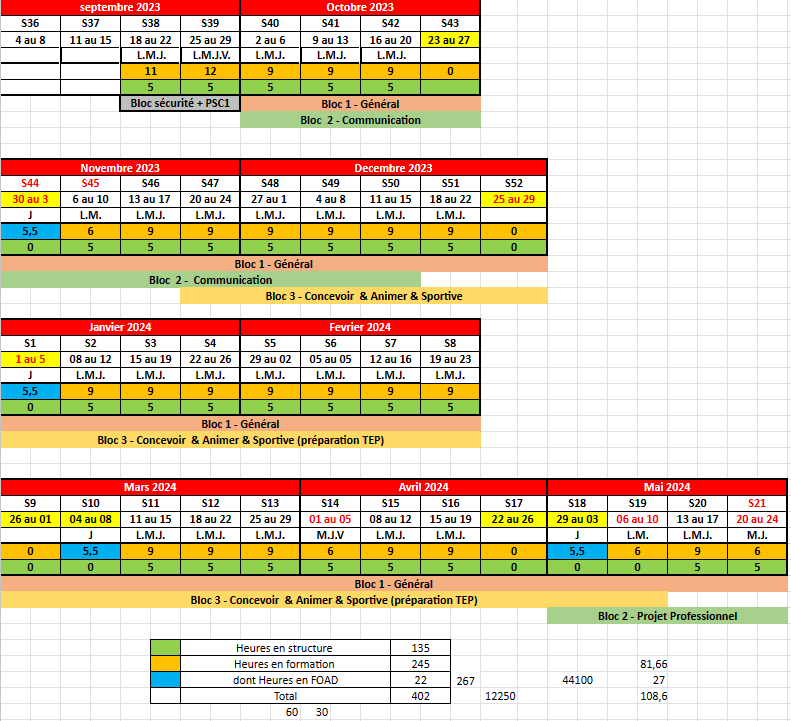 septembre 2023 Octobre 2023
S36 S37 S38 S39 S40 S41 S42 S43
4 au 8 11 au 15 18 au 22 25 au 29 2 au 6 9 au 13 16 au 20 23 au 27
L.M.J. L.M.J.V. L.M.J. L.M.J. L.M.J.
11 12 9 9 9 0
5 5 5 5 5
Bloc sécurité + PSC1 Bloc 1 - Général
Bloc 2 - Communication
Novembre 2023 Decembre 2023
S44 S45 S46 S47 S48 S49 S50 S51 S52
30 au 3 6 au 10 13 au 17 20 au 24 27 au 1 4 au 8 11 au 15 18 au 22 25 au 29
J L.M. L.M.J. L.M.J. L.M.J. L.M.J. L.M.J. L.M.J.
5,5 6 9 9 9 9 9 9 0
0 5 5 5 5 5 5 5 0
Bloc 1 - Général
Bloc 2 - Communication
Bloc 3 - Concevoir & Animer & Sportive
Janvier 2024 Fevrier 2024
S1 S2 S3 S4 S5 S6 S7 S8
1 au 5 08 au 12 15 au 19 22 au 26 29 au 02 05 au 05 12 au 16 19 au 23
J L.M.J. L.M.J. L.M.J. L.M.J. L.M.J. L.M.J. L.M.J.
5,5 9 9 9 9 9 9 9
0 5 5 5 5 5 5 5
Bloc 1 - Général
Bloc 3 - Concevoir & Animer & Sportive (préparation TEP)
Mars 2024 Avril 2024 Mai 2024
S9 S10 S11 S12 S13 S14 S15 S16 S17 S18 S19 S20 S21
26 au 01 04 au 08 11 au 15 18 au 22 25 au 29 01 au 05 08 au 12 15 au 19 22 au 26 29 au 03 06 au 10 13 au 17 20 au 24
J L.M.J. L.M.J. L.M.J. M.J.V L.M.J. L.M.J. J L.M. L.M.J. M.J.
0 5,5 9 9 9 6 9 9 0 5,5 6 9 6
0 0 5 5 5 5 5 5 0 0 0 5 5
Bloc 1 - Général
Bloc 3 - Concevoir & Animer & Sportive (préparation TEP)
Bloc 2 - Projet Professionnel
Heures en structure 135
Heures en formation 245 81,66
dont Heures en FOAD 22 267 44100 27
Total 402 12250 108,6
60 30